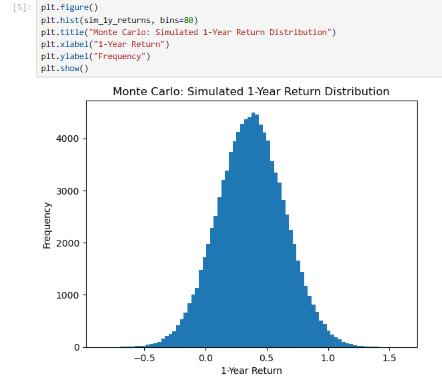 [5]: plt.figure()
plt.hist(sim_1y_returns, bins=80)
plt.title("Monte Carlo: Simulated 1-Year Return Distribution")
plt.xlabel("1-Year Return")
plt.ylabel("Frequency")
plt.show()
Monte Carlo: Simulated 1-Year Return Distribution
Frequency
4000
3000
2000
1000
0
−0.5 0.0 0.5 1.0 1.5
1-Year Return